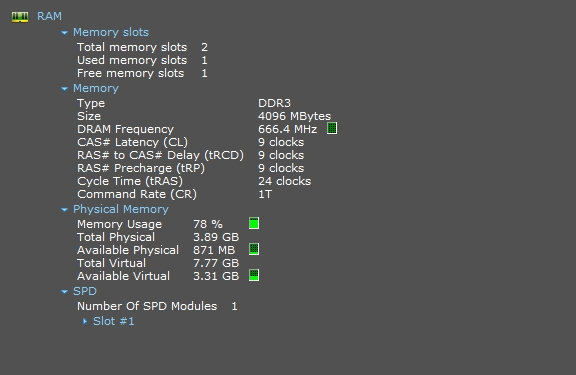 RAM
Memory slots
Total memory slots 2
Used memory slots 1
Free memory slots 1
Memory
Type DDR3
Size 4096 MBytes
DRAM Frequency 666.4 MHz
CAS# Latency (CL) 9 clocks
RAS# to CAS# Delay (tRCD) 9 clocks
RAS# Precharge (tRP) 9 clocks
Cycle Time (tRAS) 24 clocks
Command Rate (CR) 1T
Physical Memory
Memory Usage 78 %
Total Physical 3.89 GB
Available Physical 871 MB
Total Virtual 7.77 GB
Available Virtual 3.31 GB
SPD
Number Of SPD Modules 1
Slot #1